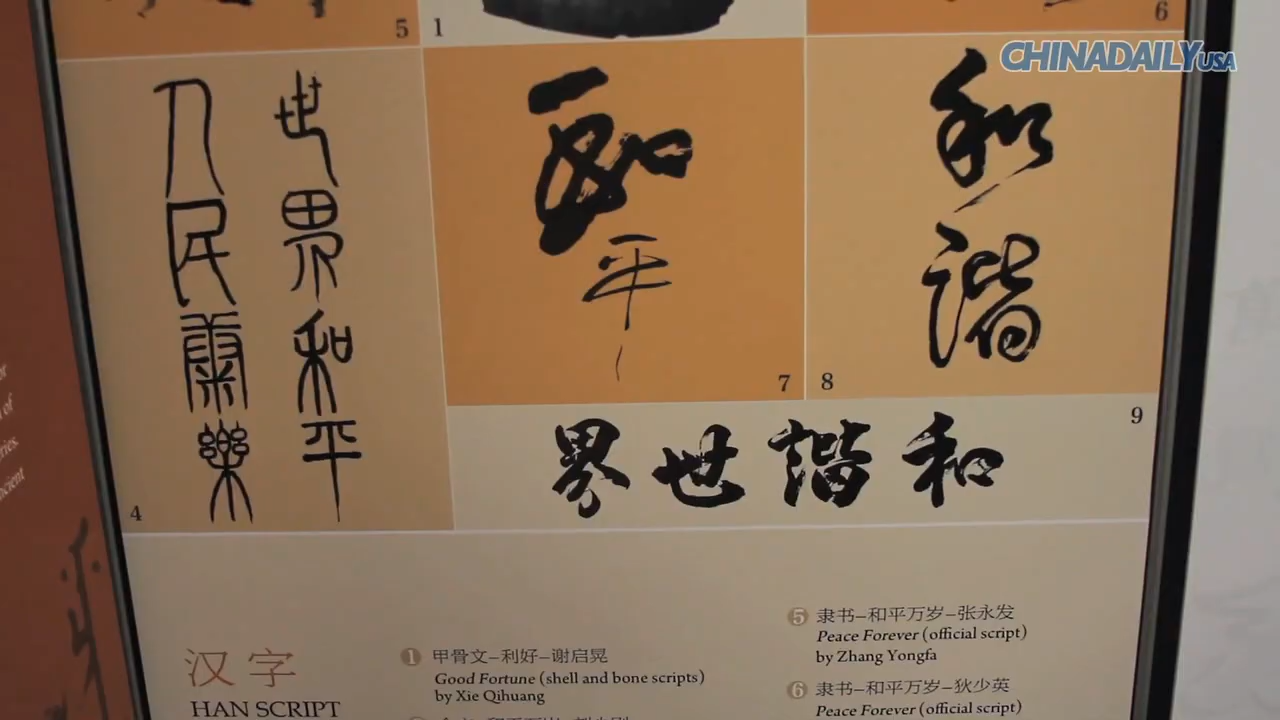 5
1
6
CHINADAILY USA
世界和平
人民康樂
4
和平
7
和諧
8
9
和諧世界
汉字
HAN SCRIPT
1 甲骨文–利好–谢启晃
Good Fortune (shell and bone scripts)
by Xie Qihuang
5 隶书–和平万岁–张永发
Peace Forever (official script)
by Zhang Yongfa
6 隶书–和平万岁–狄少英
Peace Forever (official script)